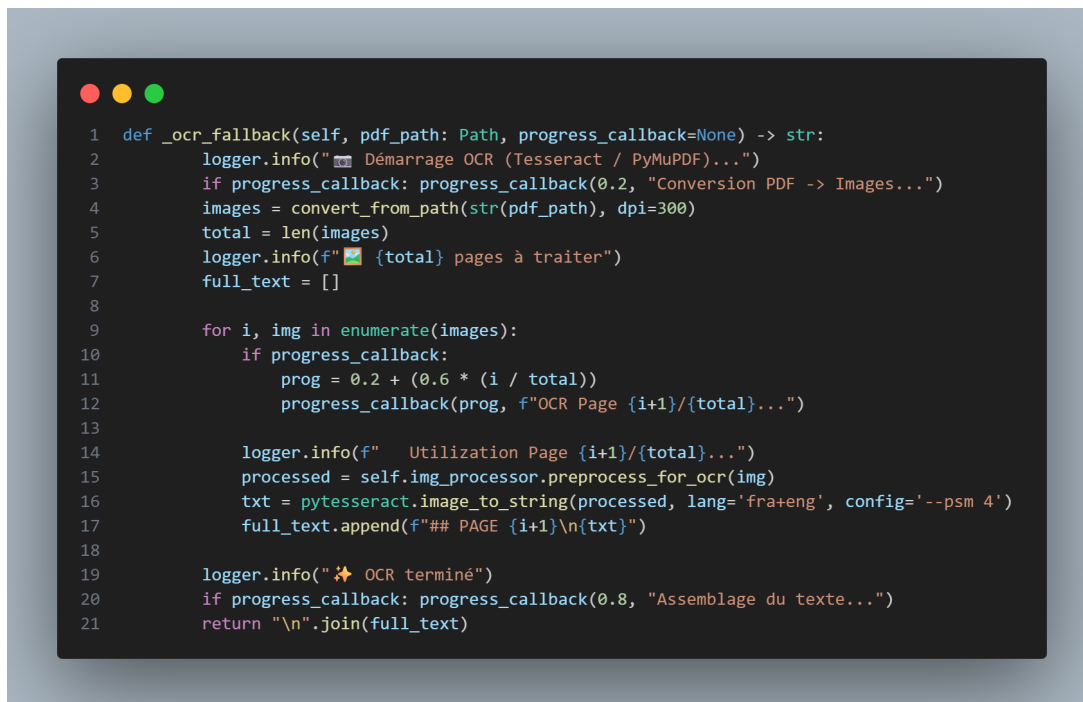 1 def _ocr_fallback(self, pdf_path: Path, progress_callback=None) -> str:
2         logger.info("📷 Démarrage OCR (Tesseract / PyMuPDF)...")
3         if progress_callback: progress_callback(0.2, "Conversion PDF -> Images...")
4         images = convert_from_path(str(pdf_path), dpi=300)
5         total = len(images)
6         logger.info(f"🖼️ {total} pages à traiter")
7         full_text = []
8
9         for i, img in enumerate(images):
10             if progress_callback:
11                 prog = 0.2 + (0.6 * (i / total))
12                 progress_callback(prog, f"OCR Page {i+1}/{total}...")
13
14             logger.info(f"   Utilization Page {i+1}/{total}...")
15             processed = self.img_processor.preprocess_for_ocr(img)
16             txt = pytesseract.image_to_string(processed, lang='fra+eng', config='--psm 4')
17             full_text.append(f"## PAGE {i+1}\n{txt}")
18
19         logger.info("✨ OCR terminé")
20         if progress_callback: progress_callback(0.8, "Assemblage du texte...")
21         return "\n".join(full_text)